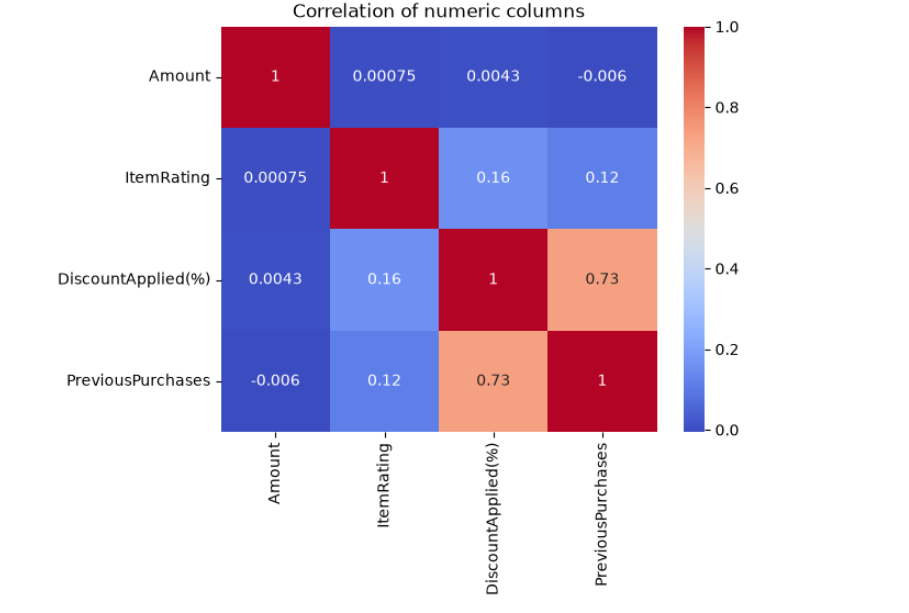 Correlation of numeric columns
Amount 1 0.00075 0.0043 -0.006
ItemRating 0.00075 1 0.16 0.12
DiscountApplied(%) 0.0043 0.16 1 0.73
PreviousPurchases -0.006 0.12 0.73 1
Amount
ItemRating
DiscountApplied(%)
PreviousPurchases
1.0
0.8
0.6
0.4
0.2
0.0